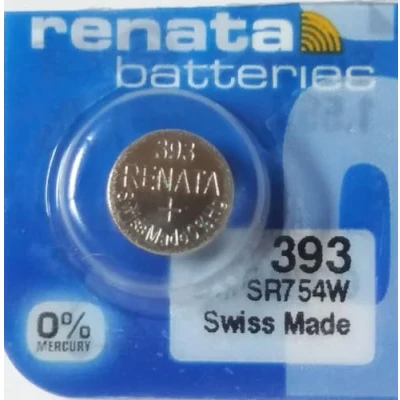 renata
batteries
393
RENATA
+
Swiss Made
393
SR754W
Swiss Made
0%
MERCURY